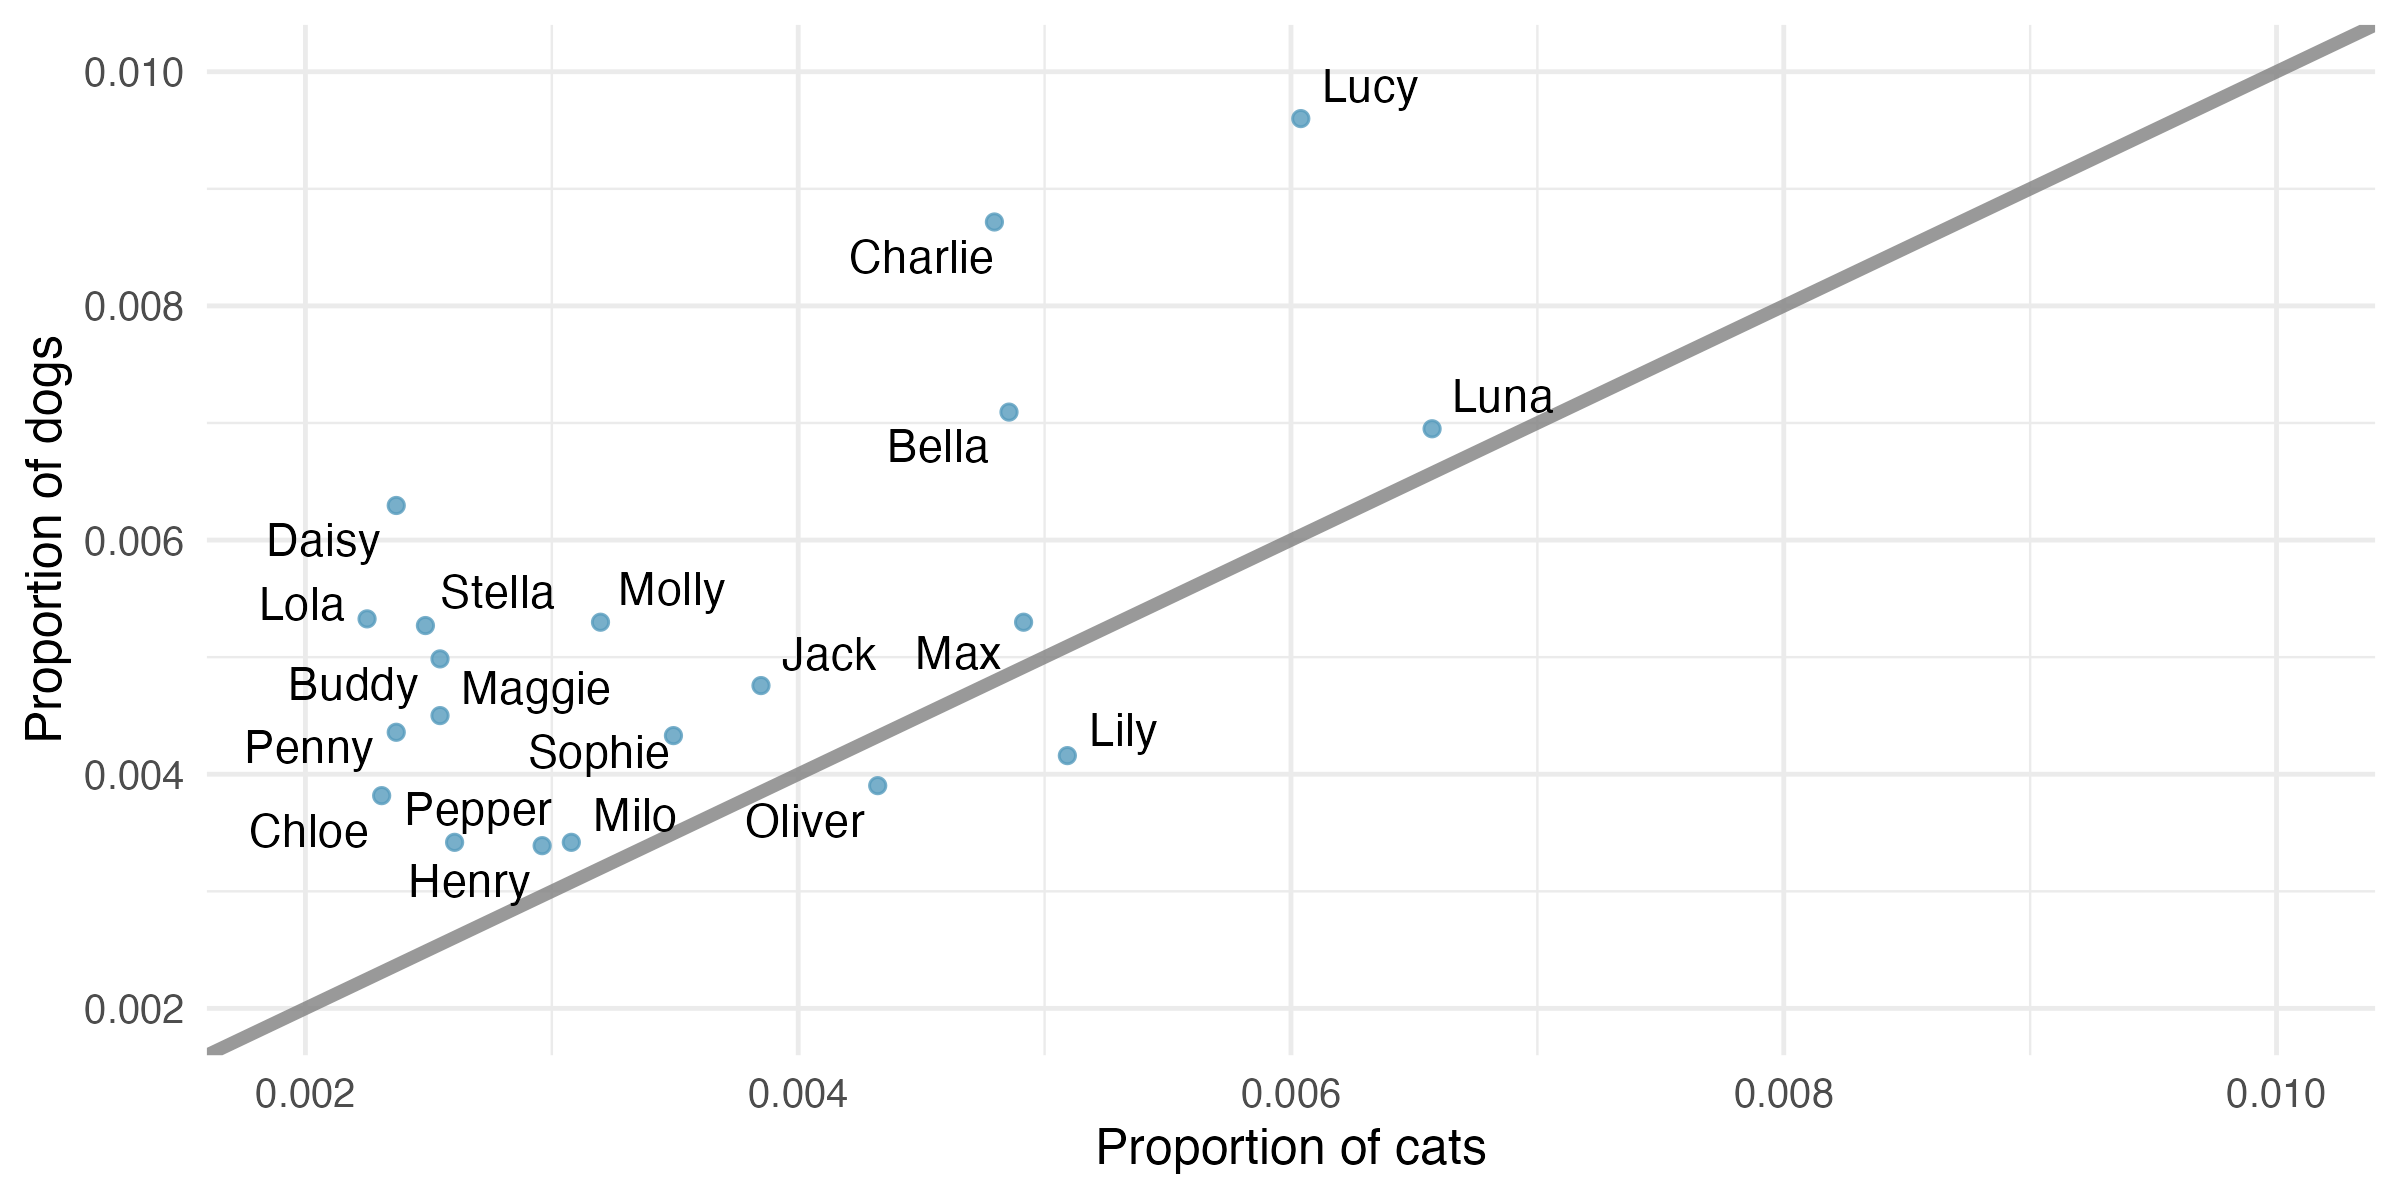 0.010
Lucy
Charlie
0.008
Luna
Bella
Daisy
0.006
Stella
Molly
Lola
Jack
Max
Buddy
Maggie
Lily
Penny
Sophie
0.004
Pepper
Milo
Oliver
Chloe
Henry
0.002
Proportion of dogs
0.002 0.004 0.006 0.008 0.010
Proportion of cats